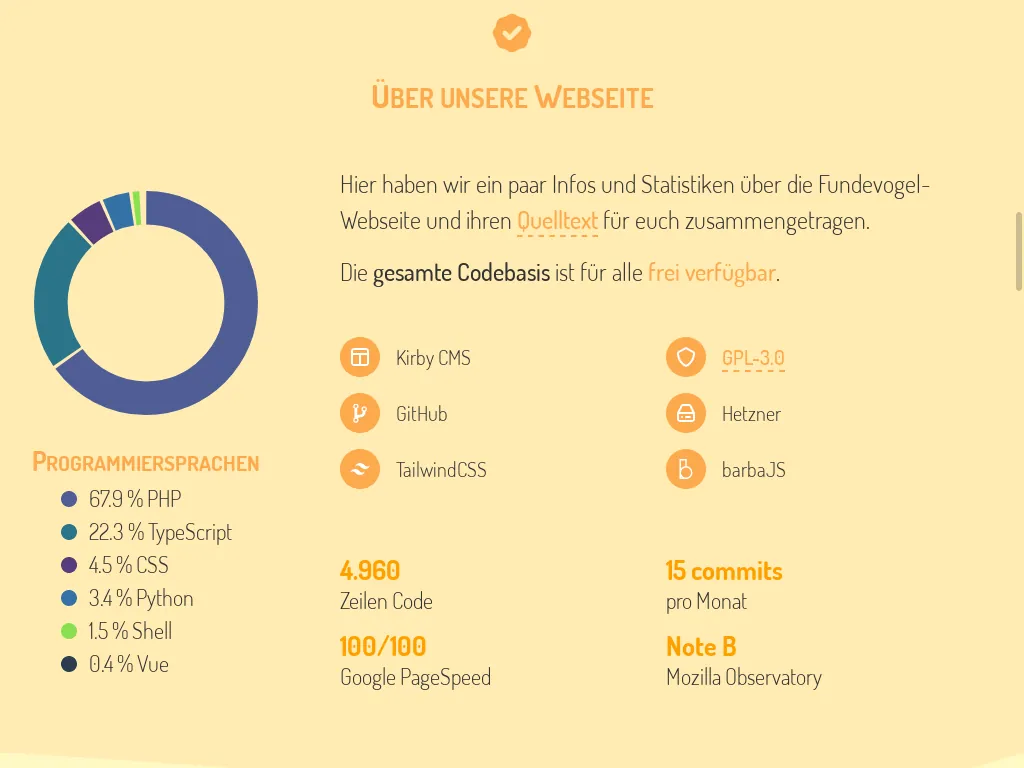 Über unsere Webseite
Hier haben wir ein paar Infos und Statistiken über die Fundevogel-
Webseite und ihren Quelltext für euch zusammengetragen.
Die gesamte Codebasis ist für alle frei verfügbar.
Kirby CMS
GPL-3.0
GitHub
Hetzner
TailwindCSS
barbaJS
Programmiersprachen
67.9 % PHP
22.3 % TypeScript
4.5 % CSS
3.4 % Python
1.5 % Shell
0.4 % Vue
4.960
Zeilen Code
15 commits
pro Monat
100/100
Google PageSpeed
Note B
Mozilla Observatory